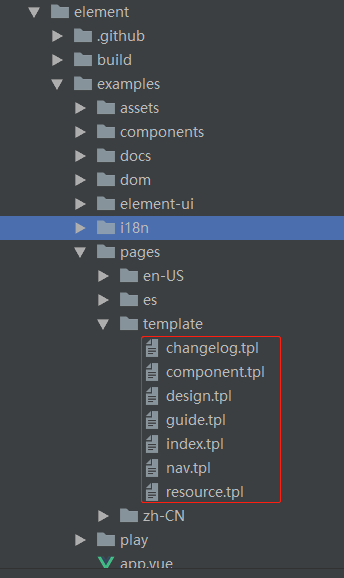 element
.github
build
examples
assets
components
docs
dom
element-ui
i18n
pages
en-US
es
template
changelog.tpl
component.tpl
design.tpl
guide.tpl
index.tpl
nav.tpl
resource.tpl
zh-CN
play
app.vue